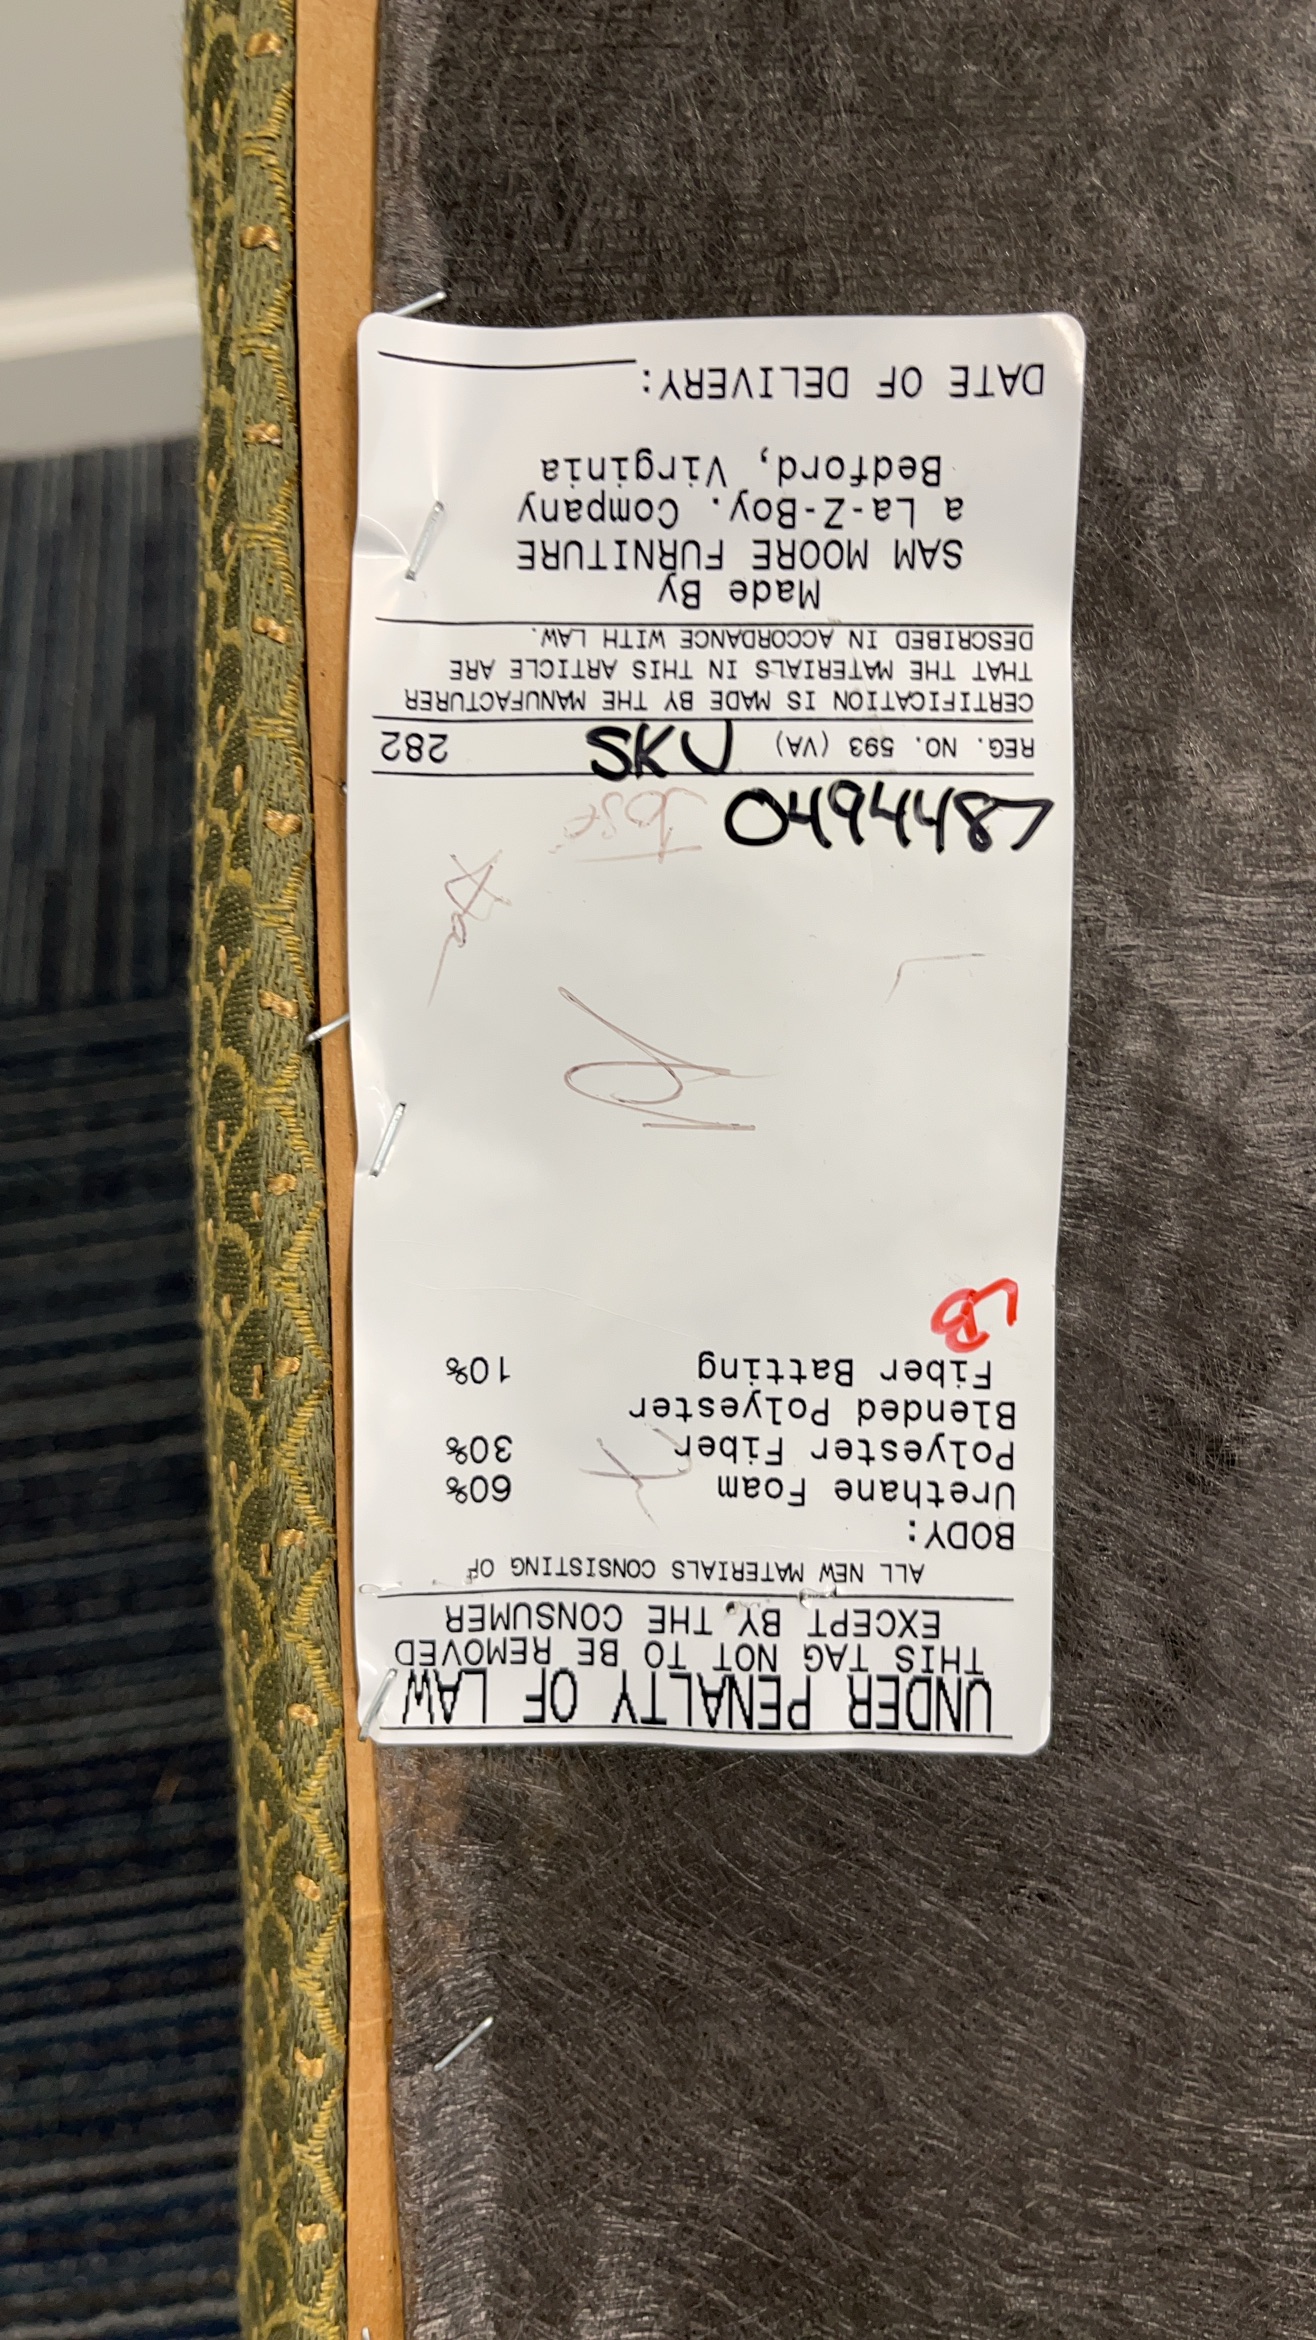 UNDER PENALTY OF LAW
THIS TAG NOT TO BE REMOVED
EXCEPT BY THE CONSUMER
ALL NEW MATERIALS CONSISTING OF
BODY:
Urethane Foam 60%
Polyester Fiber 30%
Blended Polyester
Fiber Batting 10%
LB
0494487
REG. NO. 593 (VA) SKU 282
CERTIFICATION IS MADE BY THE MANUFACTURER
THAT THE MATERIALS IN THIS ARTICLE ARE
DESCRIBED IN ACCORDANCE WITH LAW.
Made By
SAM MOORE FURNITURE
a La-Z-Boy. Company
Bedford, Virginia
DATE OF DELIVERY: